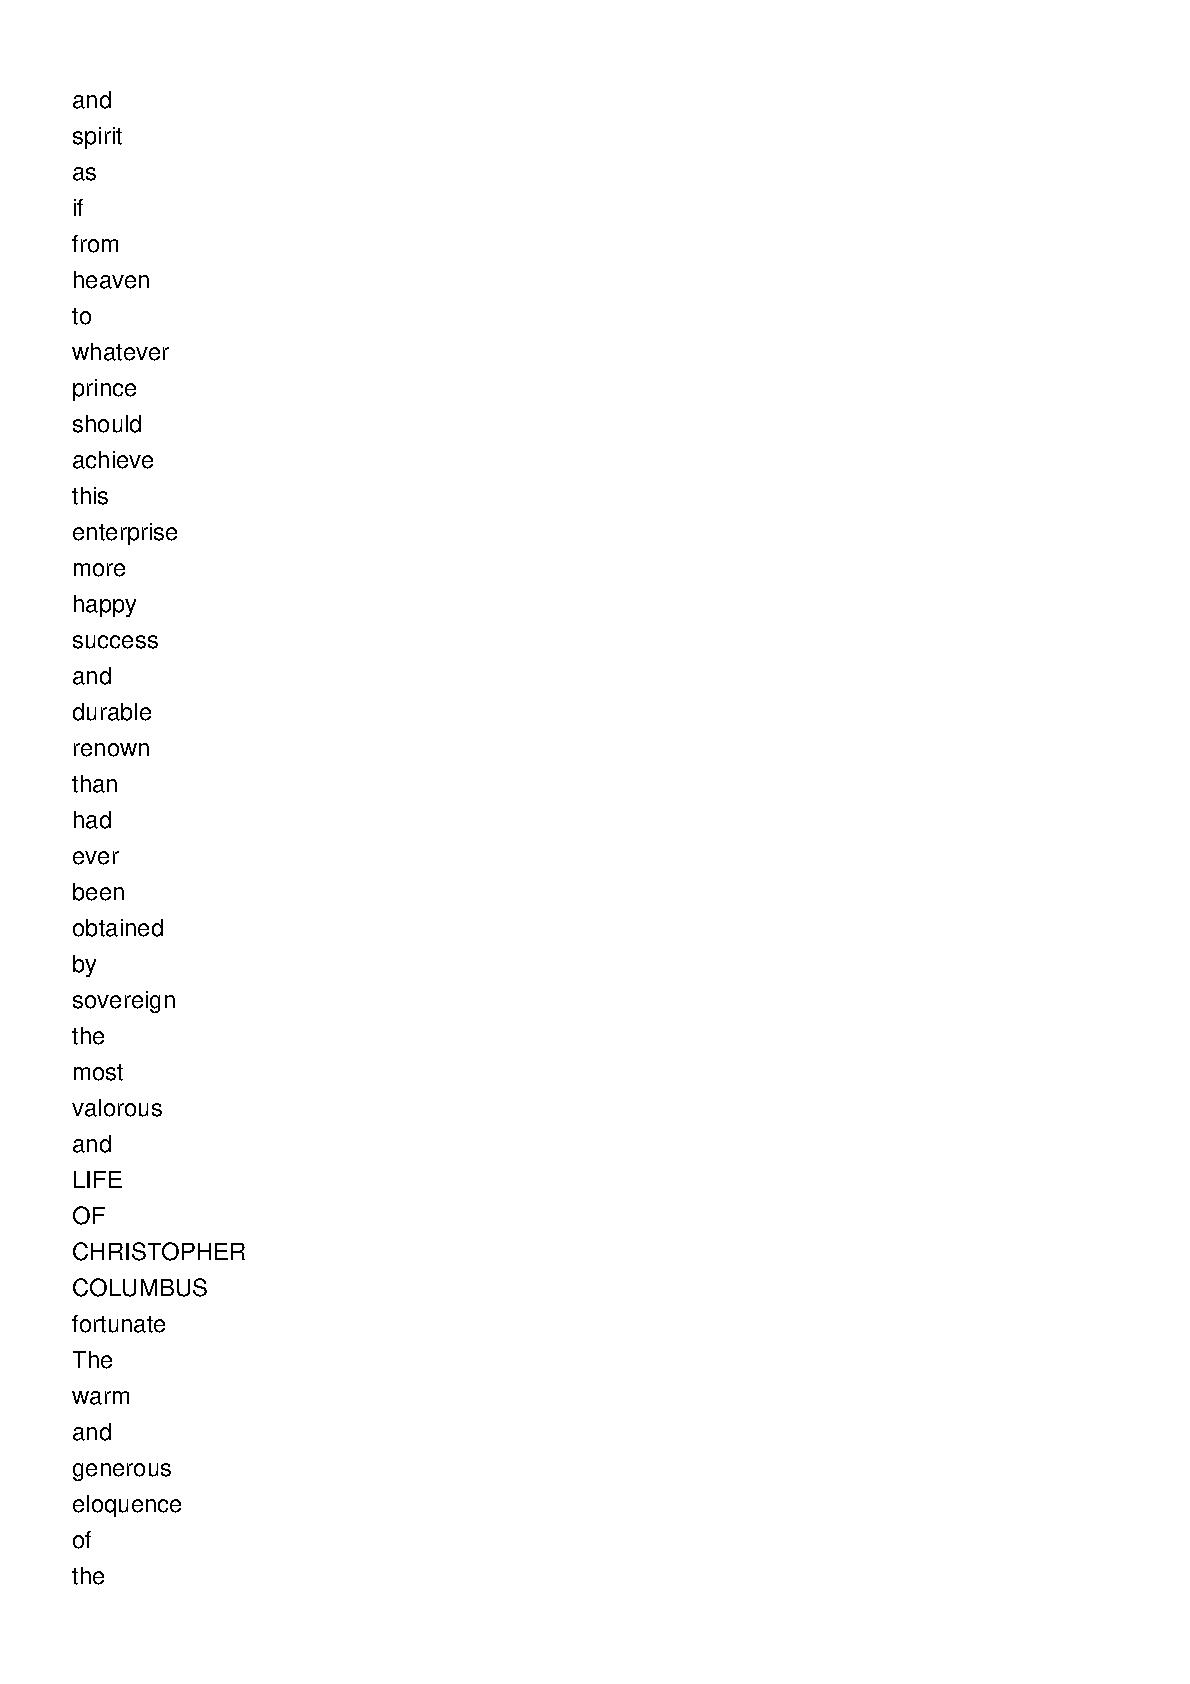 and
spirit
as
if
from
heaven
to
whatever
prince
should
achieve
this
enterprise
more
happy
success
and
durable
renown
than
had
ever
been
obtained
by
sovereign
the
most
valorous
and
LIFE
OF
CHRISTOPHER
COLUMBUS
fortunate
The
warm
and
generous
eloquence
of
the